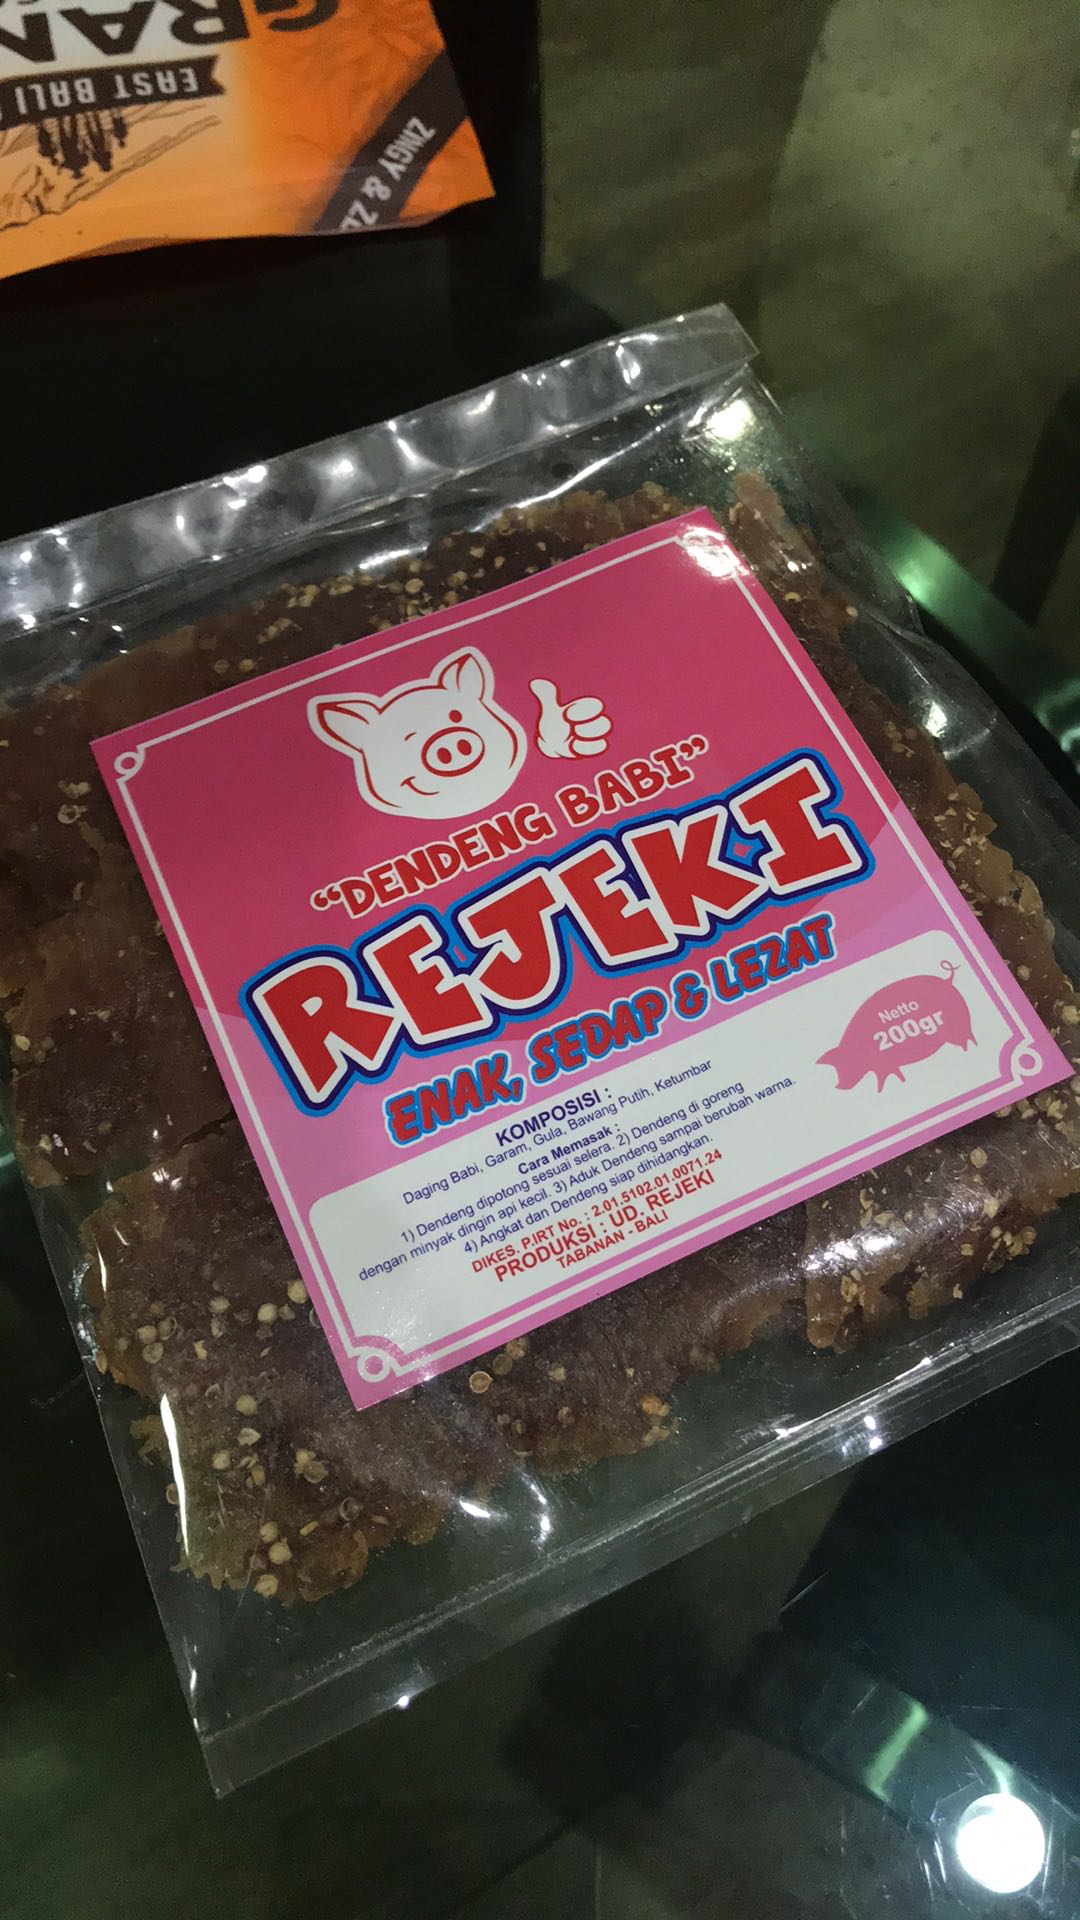 GRAN
EAST BALI
ZINGY & ZZ
“DENDENG BABI”
REJEKI
ENAK, SEDAP & LEZAT
Netto
200gr
KOMPOSISI :
Daging Babi, Garam, Gula, Bawang Putih, Ketumbar
Cara Memasak :
1) Dendeng dipotong sesuai selera. 2) Dendeng di goreng
dengan minyak dingin api kecil. 3) Aduk Dendeng sampai berubah warna.
4) Angkat dan Dendeng siap dihidangkan.
DIKES. P.IRT No. : 2.01.5102.01.0071.24
PRODUKSI : UD. REJEKI
TABANAN - BALI